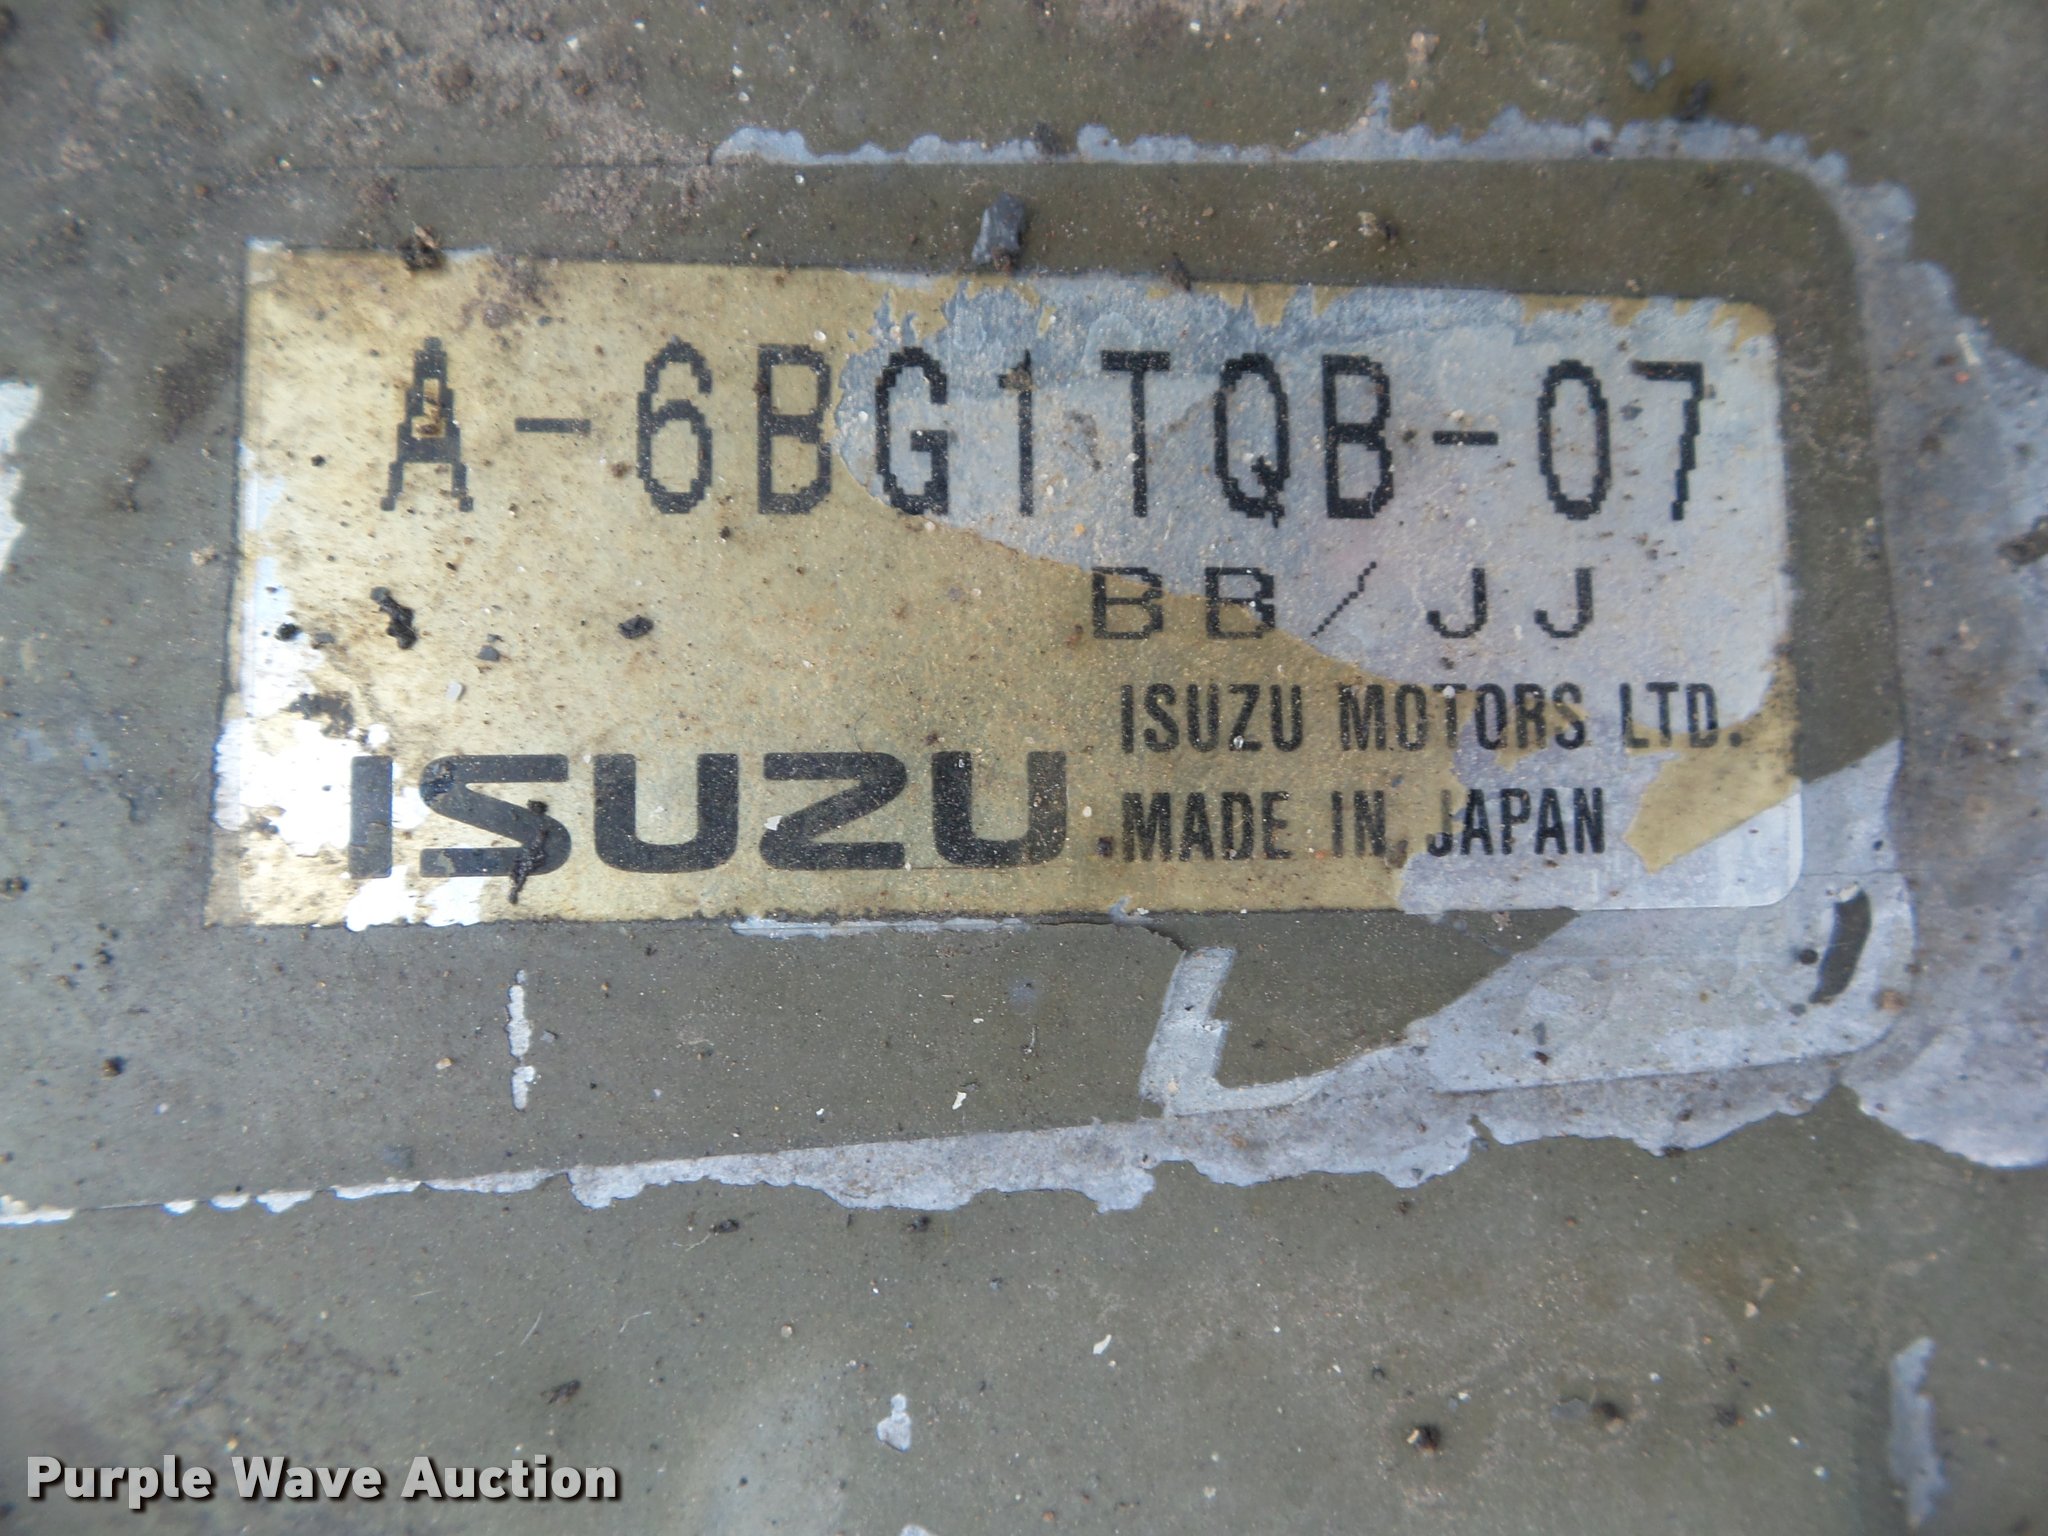 A-6BG1TQB-07
BB/JJ
ISUZU
ISUZU MOTORS LTD.
MADE IN JAPAN
Purple Wave Auction